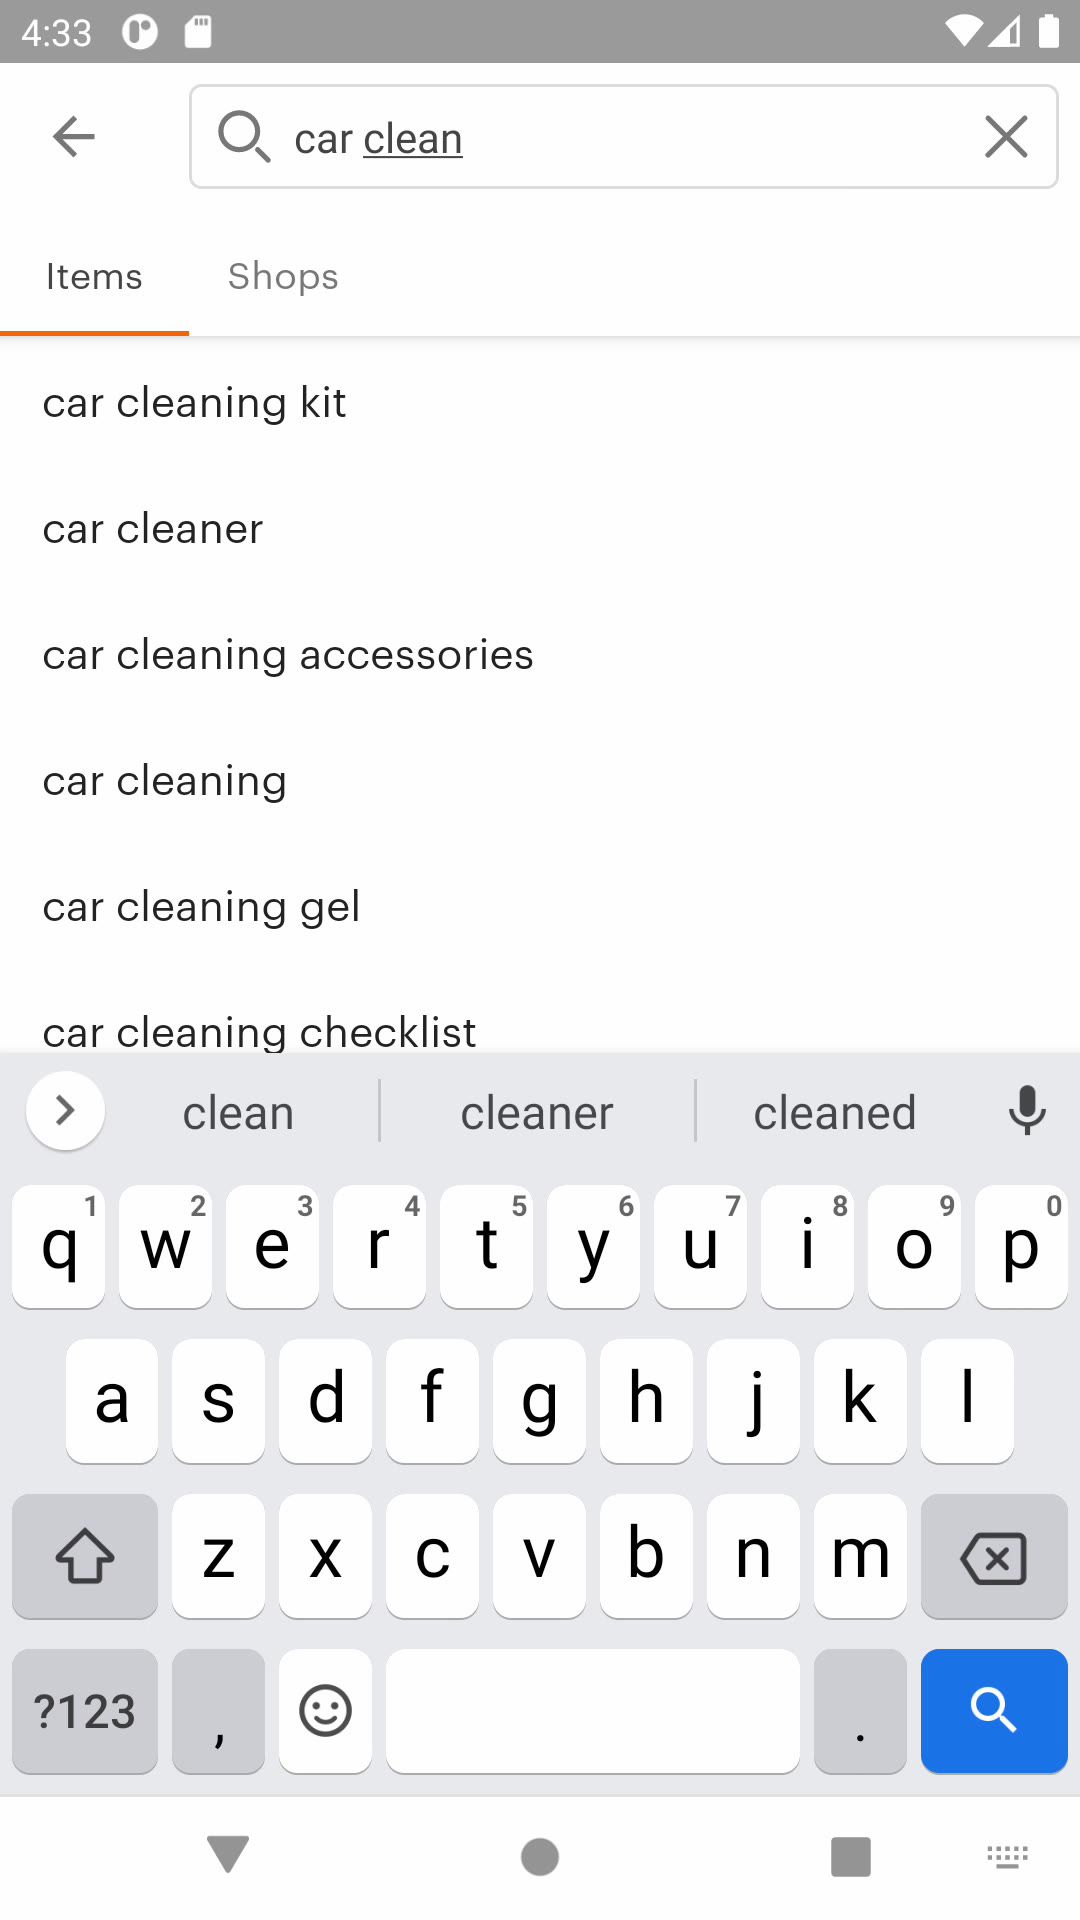 4:33
car clean
Items Shops
car cleaning kit
car cleaner
car cleaning accessories
car cleaning
car cleaning gel
car cleaning checklist
clean cleaner cleaned
1 2 3 4 5 6 7 8 9 0
q w e r t y u i o p
a s d f g h j k l
z x c v b n m
?123 , .